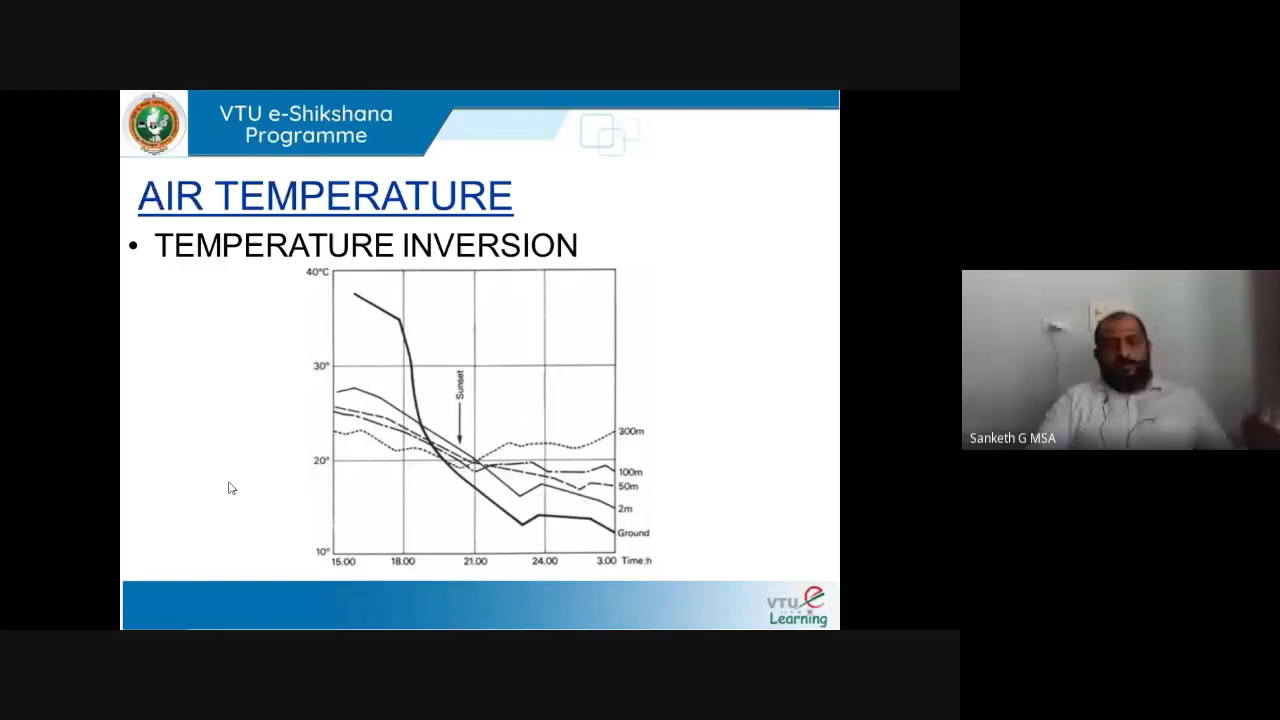 VTU e-Shikshana
Programme
AIR TEMPERATURE
• TEMPERATURE INVERSION
40°C
30°
20°
10°
Sunset
300m
100m
50m
2m
Ground
15.00 18.00 21.00 24.00 3.00 Time:h
VTU e
Learning
Sanketh G MSA